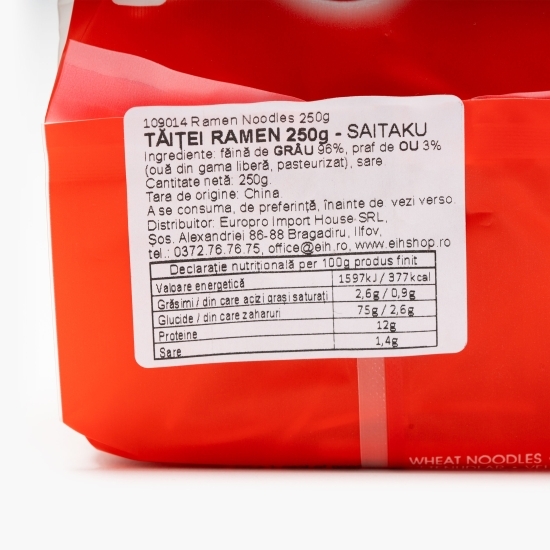 109014 Ramen Noodles 250g
TĂIȚEI RAMEN 250g - SAITAKU
Ingrediente: făină de GRÂU 96%, praf de OU 3%
(ouă din gama liberă, pasteurizat), sare
Cantitate netă: 250g.
Tara de origine: China
A se consuma, de preferință, înainte de: vezi verso
Distribuitor: Europro Import House SRL,
Șos. Alexandriei 86-88 Bragadiru, Ilfov,
tel.: 0372.76.76.75, office@eih.ro, www.eihshop.ro
Declarație nutrițională per 100g produs finit
Valoare energetică 1597kJ / 377kcal
Grăsimi / din care acizi grași saturați 2,6g / 0,9g
Glucide / din care zaharuri 75g / 2,6g
Proteine 12g
Sare 1,4g
WHEAT NOODLES